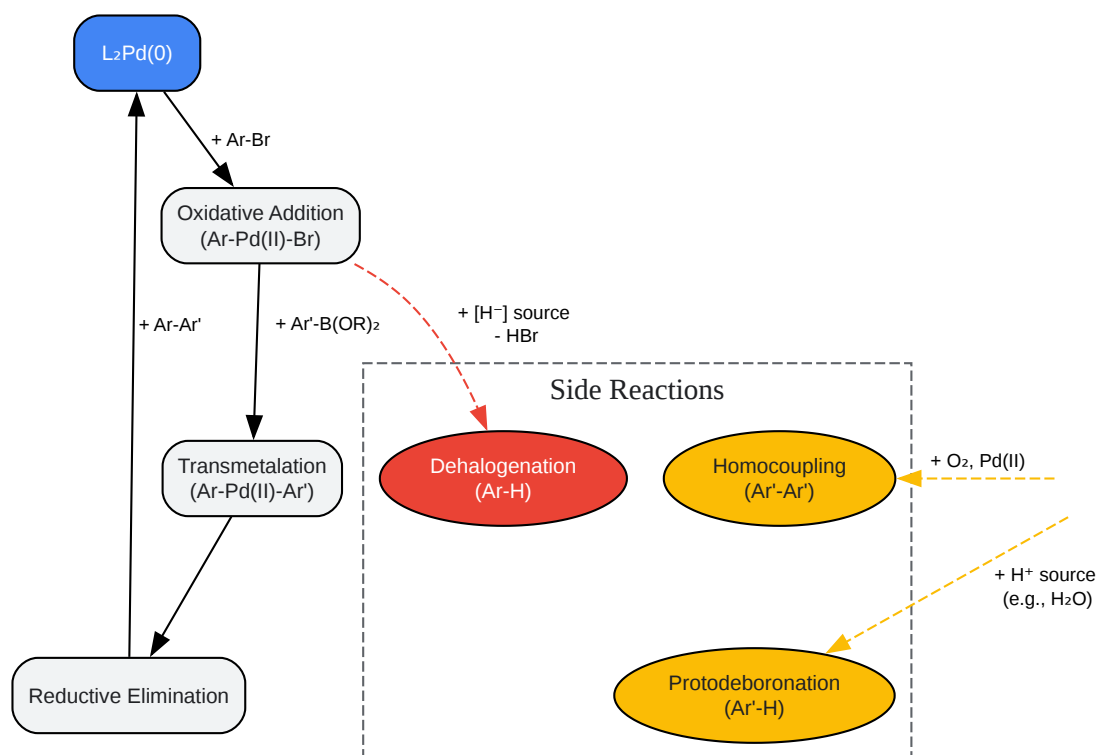 L₂Pd(0)
+ Ar-Br
Oxidative Addition
(Ar-Pd(II)-Br)
+ Ar-Ar'
+ Ar'-B(OR)₂
+ [H⁻] source
- HBr
Side Reactions
Transmetalation
(Ar-Pd(II)-Ar')
Dehalogenation
(Ar-H)
Homocoupling
(Ar'-Ar')
+ O₂, Pd(II)
+ H⁺ source
(e.g., H₂O)
Reductive Elimination
Protodeboronation
(Ar'-H)